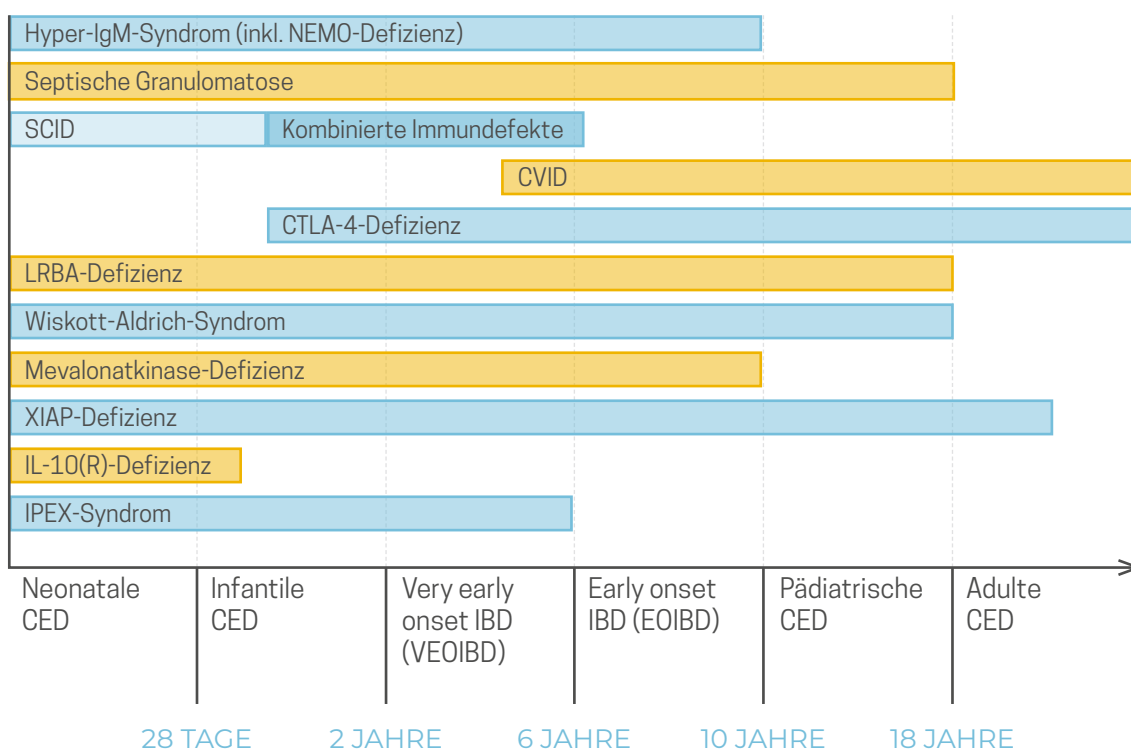 Hyper-IgM-Syndrom (inkl. NEMO-Defizienz)
Septische Granulomatose
SCID
Kombinierte Immundefekte
CVID
CTLA-4-Defizienz
LRBA-Defizienz
Wiskott-Aldrich-Syndrom
Mevalonatkinase-Defizienz
XIAP-Defizienz
IL-10(R)-Defizienz
IPEX-Syndrom
Neonatale
CED
Infantile
CED
Very early
onset IBD
(VEOIBD)
Early onset
IBD (EOIBD)
Pädiatrische
CED
Adulte
CED
28 TAGE
2 JAHRE
6 JAHRE
10 JAHRE
18 JAHRE